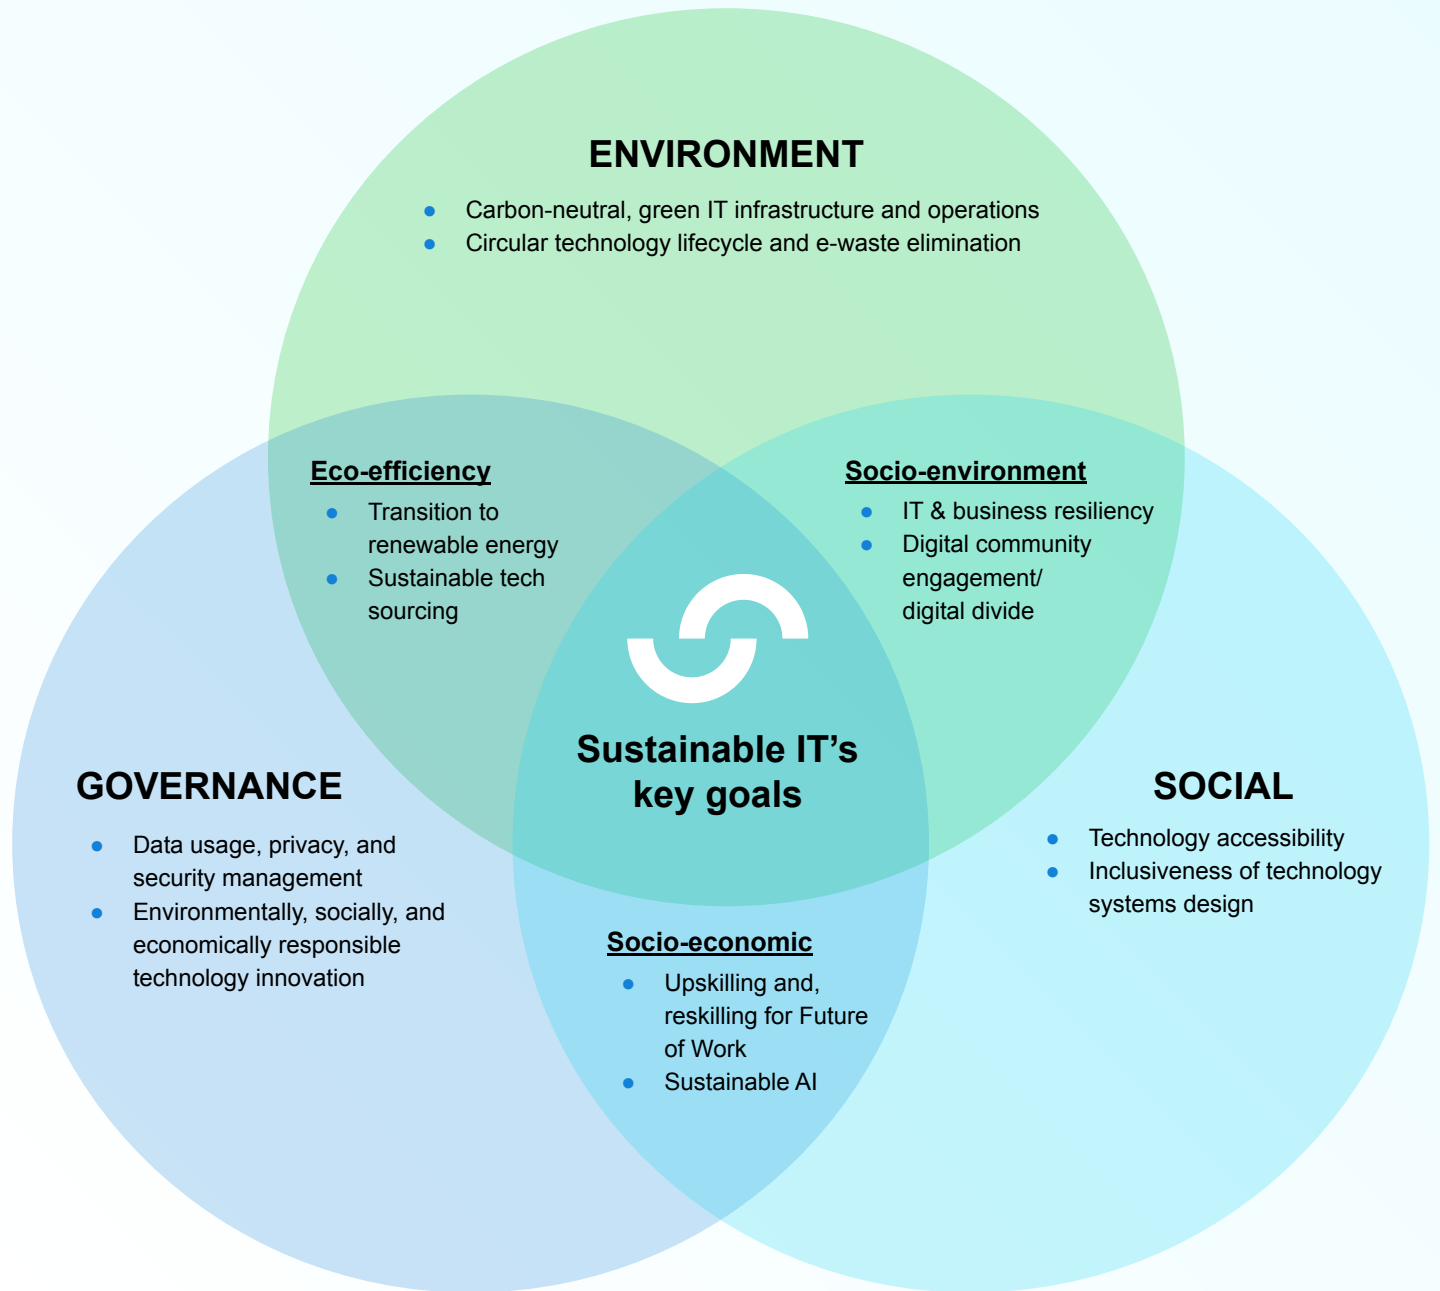 ENVIRONMENT
● Carbon-neutral, green IT infrastructure and operations
● Circular technology lifecycle and e-waste elimination
Eco-efficiency
● Transition to
renewable energy
● Sustainable tech
sourcing
Socio-environment
● IT & business resiliency
● Digital community
engagement/
digital divide
Sustainable IT’s
key goals
GOVERNANCE
● Data usage, privacy, and
security management
● Environmentally, socially, and
economically responsible
technology innovation
SOCIAL
● Technology accessibility
● Inclusiveness of technology
systems design
Socio-economic
● Upskilling and,
reskilling for Future
of Work
● Sustainable AI